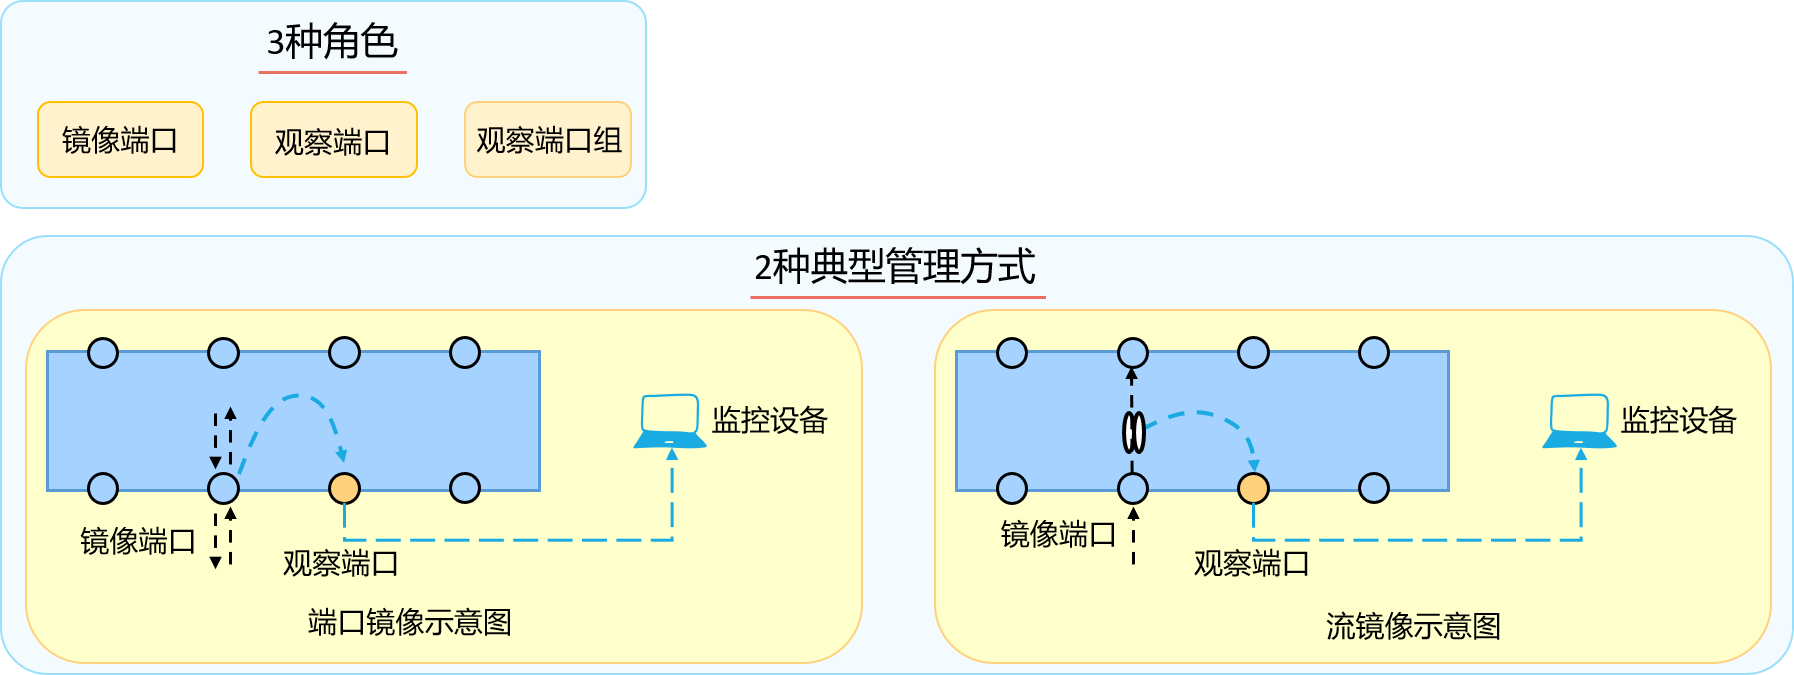 3种角色
镜像端口
观察端口
观察端口组
2种典型管理方式
监控设备
镜像端口
观察端口
端口镜像示意图
监控设备
镜像端口
观察端口
流镜像示意图